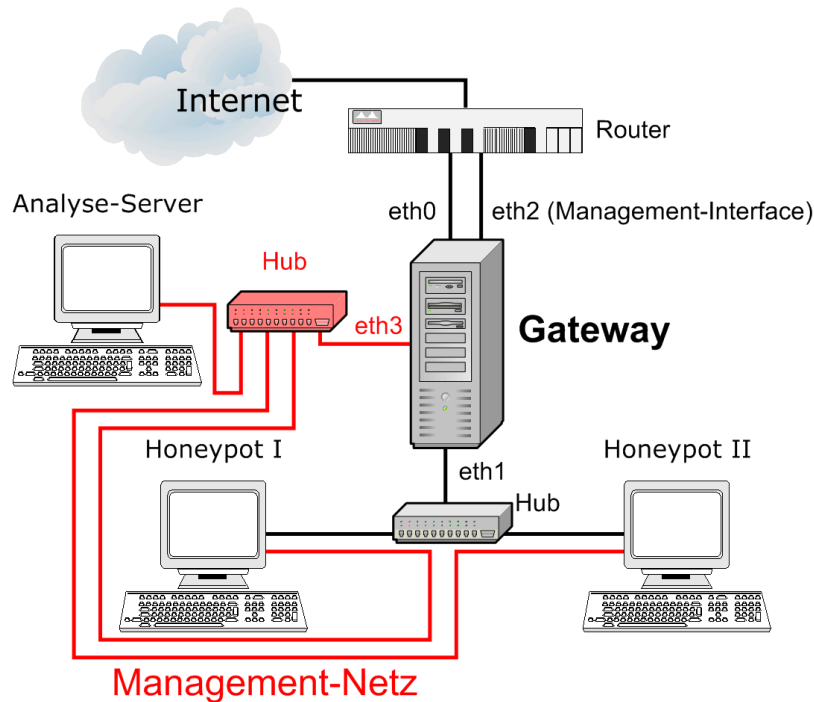 Internet
Router
Analyse-Server
eth0
eth2 (Management-Interface)
Hub
eth3
Gateway
Honeypot I
eth1
Honeypot II
Hub
Management-Netz